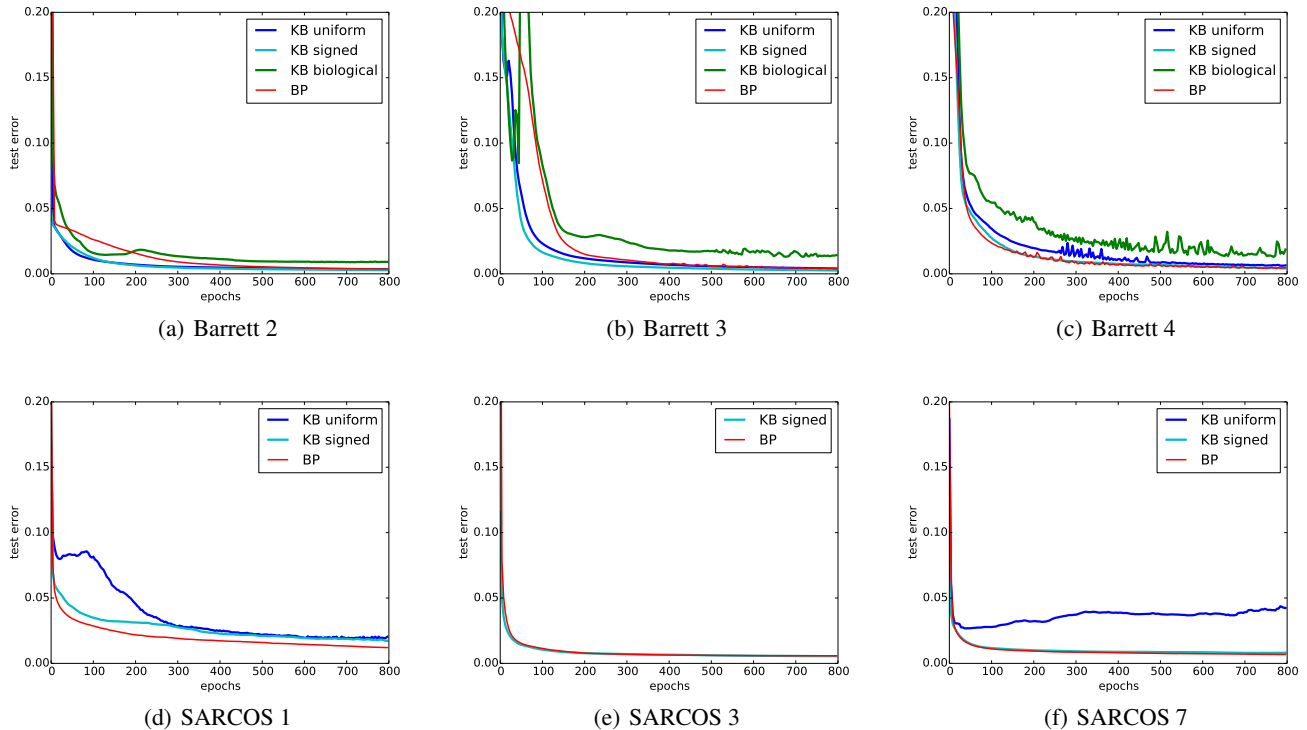 0.20
0.15
0.10
0.05
0.00
test error
0 100 200 300 400 500 600 700 800
epochs
KB uniform
KB signed
KB biological
BP
(a) Barrett 2
0.20
0.15
0.10
0.05
0.00
test error
0 100 200 300 400 500 600 700 800
epochs
KB uniform
KB signed
KB biological
BP
(b) Barrett 3
0.20
0.15
0.10
0.05
0.00
test error
0 100 200 300 400 500 600 700 800
epochs
KB uniform
KB signed
KB biological
BP
(c) Barrett 4
0.20
0.15
0.10
0.05
0.00
test error
0 100 200 300 400 500 600 700 800
epochs
KB uniform
KB signed
BP
(d) SARCOS 1
0.20
0.15
0.10
0.05
0.00
test error
0 100 200 300 400 500 600 700 800
epochs
KB signed
BP
(e) SARCOS 3
0.20
0.15
0.10
0.05
0.00
test error
0 100 200 300 400 500 600 700 800
epochs
KB uniform
KB signed
BP
(f) SARCOS 7